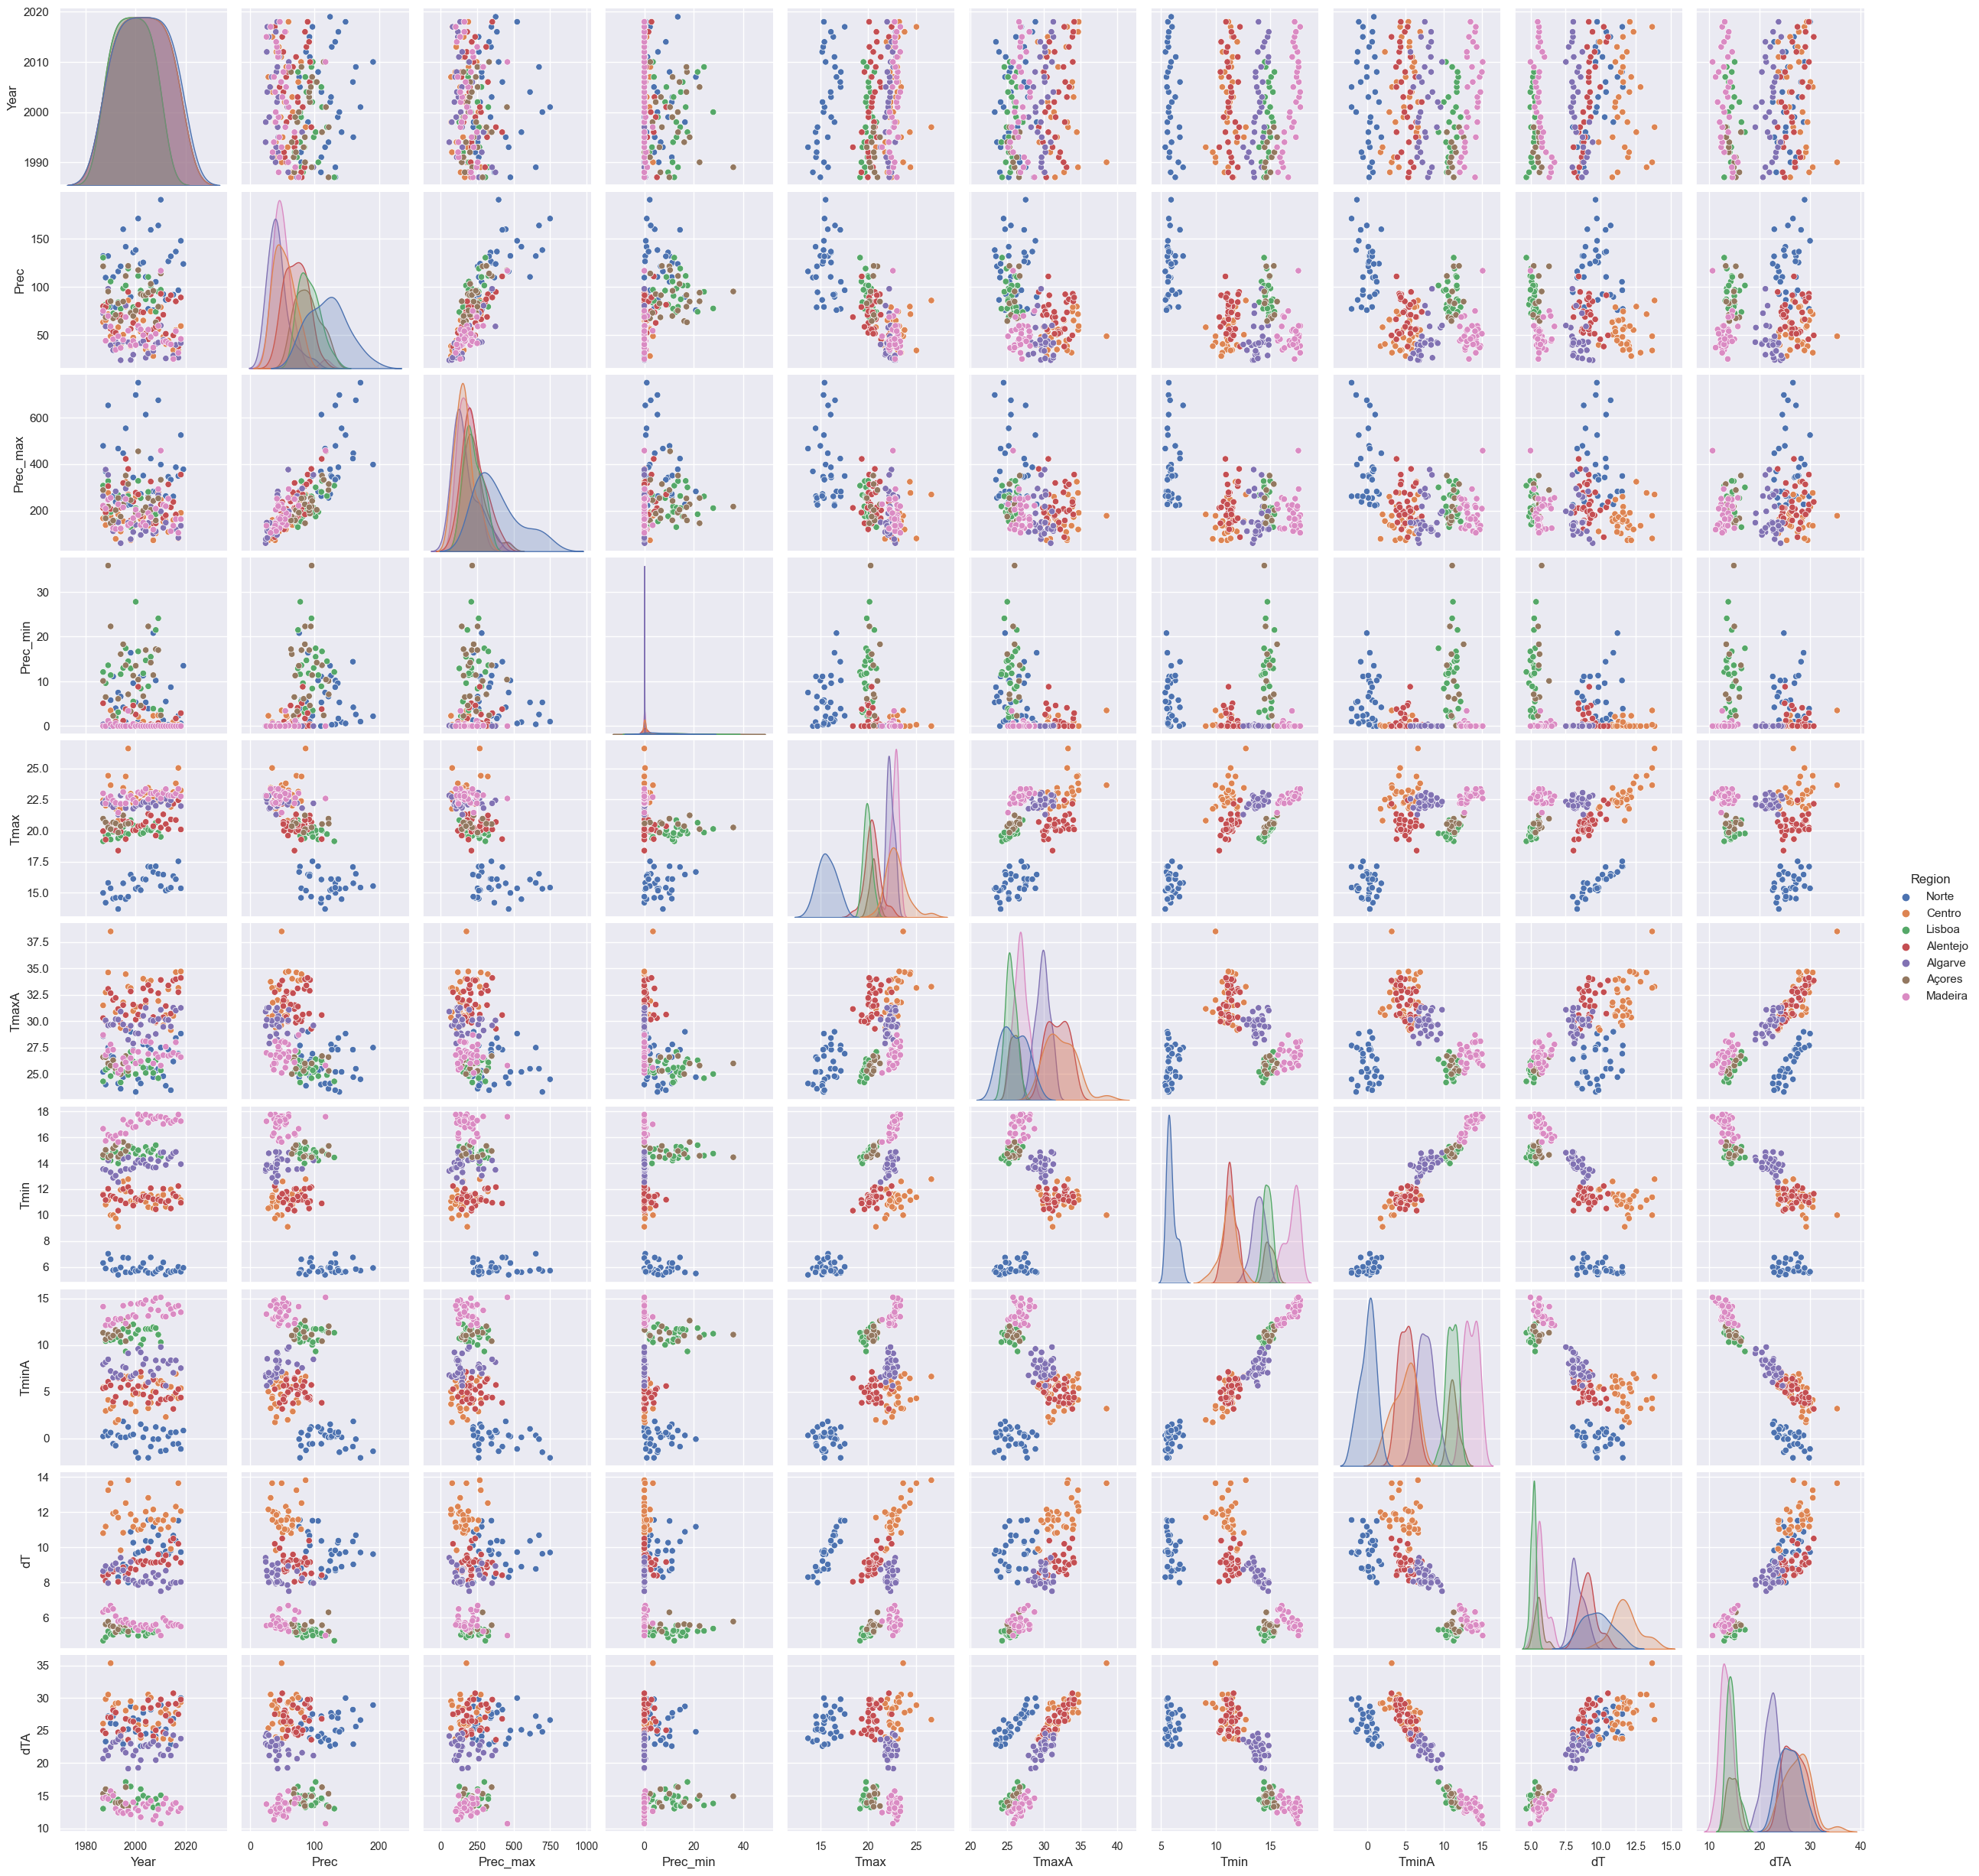 2020
2010
2000
1990
Year
150
100
50
Prec
600
400
200
Prec_max
30
20
10
0
Prec_min
25.0
22.5
20.0
17.5
15.0
Tmax
37.5
35.0
32.5
30.0
27.5
25.0
TmaxA
18
16
14
12
10
8
6
Tmin
15
10
5
0
TminA
14
12
10
8
6
dT
35
30
25
20
15
10
dTA
1980 2000 2020
0 100 200
0 250 500 750 1000
0 20 40
15 20 25
20 25 30 35 40
5 10 15
0 5 10 15
5.0 7.5 10.0 12.5 15.0
10 20 30 40
Year Prec Prec_max Prec_min Tmax TmaxA Tmin TminA dT dTA
Region
Norte
Centro
Lisboa
Alentejo
Algarve
Açores
Madeira